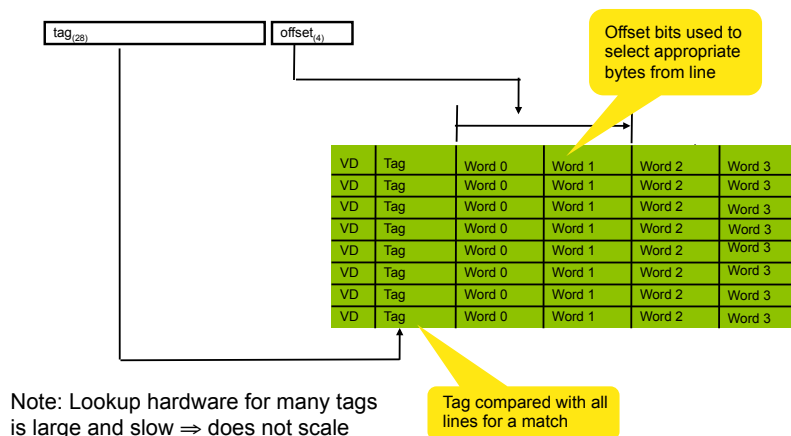 tag(28) offset(4)
Offset bits used to
select appropriate
bytes from line
VD Tag Word 0 Word 1 Word 2 Word 3
VD Tag Word 0 Word 1 Word 2 Word 3
VD Tag Word 0 Word 1 Word 2 Word 3
VD Tag Word 0 Word 1 Word 2 Word 3
VD Tag Word 0 Word 1 Word 2 Word 3
VD Tag Word 0 Word 1 Word 2 Word 3
VD Tag Word 0 Word 1 Word 2 Word 3
VD Tag Word 0 Word 1 Word 2 Word 3
Note: Lookup hardware for many tags
is large and slow ⇒ does not scale
Tag compared with all
lines for a match